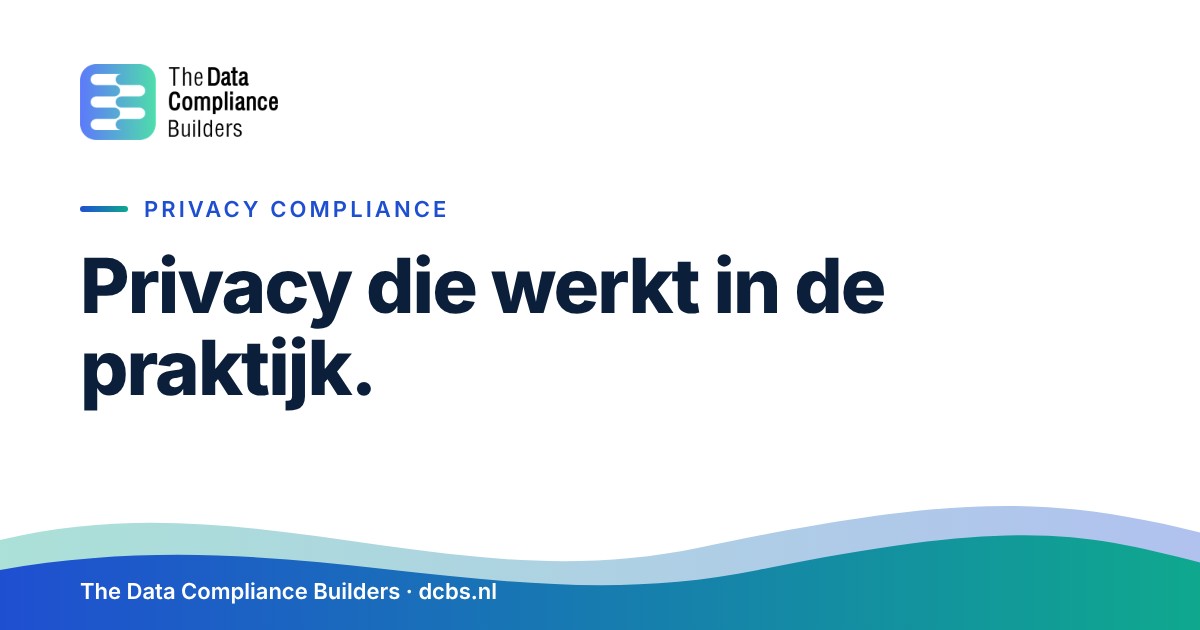 The Data
Compliance
Builders
PRIVACY COMPLIANCE
Privacy die werkt in de
praktijk.
The Data Compliance Builders · dcbs.nl